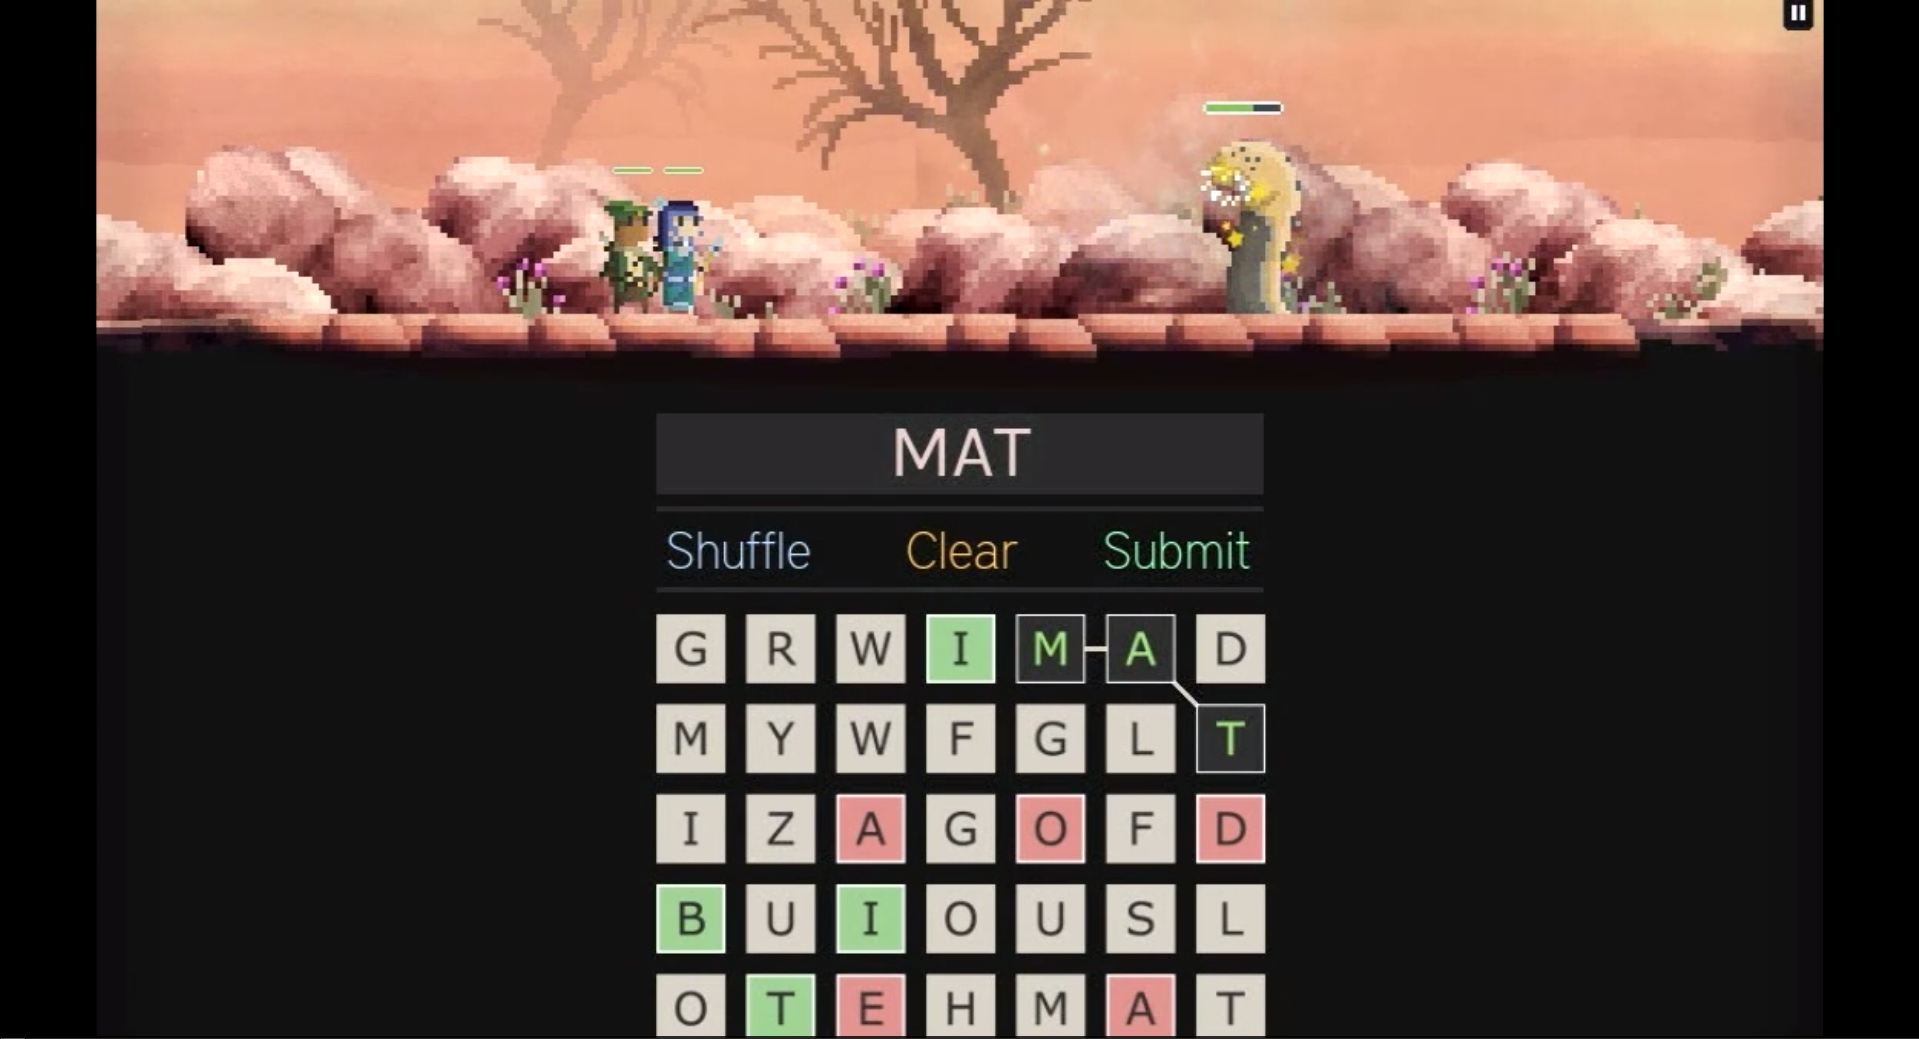 MAT
Shuffle Clear Submit
G R W I M A D
M Y W F G L T
I Z A G O F D
B U I O U S L
O T E H M A T